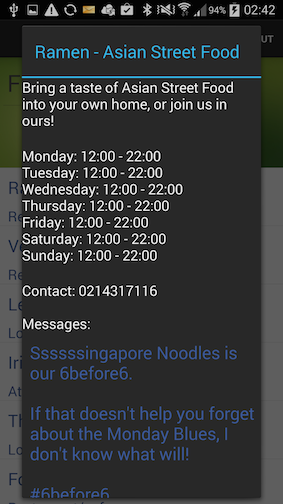 94% 02:42
UT
Ramen - Asian Street Food
Bring a taste of Asian Street Food
into your own home, or join us in
ours!
Monday: 12:00 - 22:00
Tuesday: 12:00 - 22:00
Wednesday: 12:00 - 22:00
Thursday: 12:00 - 22:00
Friday: 12:00 - 22:00
Saturday: 12:00 - 22:00
Sunday: 12:00 - 22:00
Contact: 0214317116
Messages:
Ssssssingapore Noodles is
our 6before6.
If that doesn't help you forget
about the Monday Blues, I
don't know what will!
#6before6